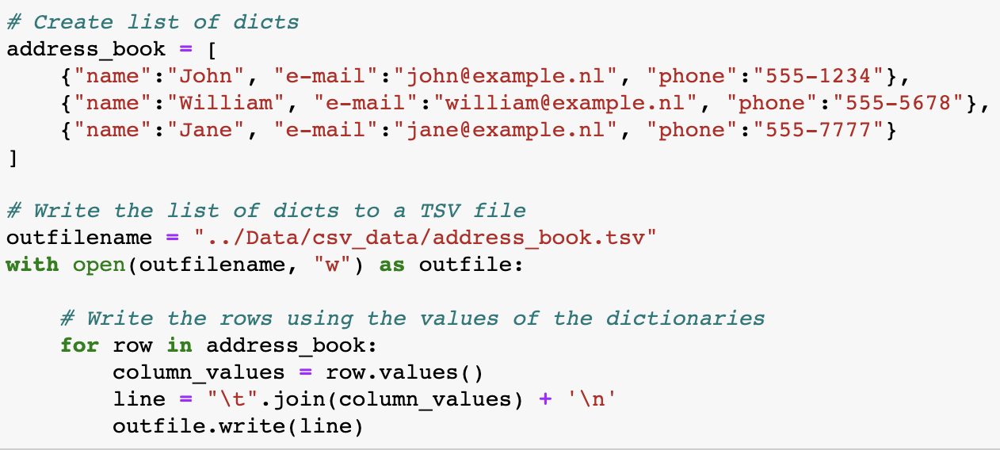 # Create list of dicts
address_book = [
    {"name":"John", "e-mail":"john@example.nl", "phone":"555-1234"},
    {"name":"William", "e-mail":"william@example.nl", "phone":"555-5678"},
    {"name":"Jane", "e-mail":"jane@example.nl", "phone":"555-7777"}
]
# Write the list of dicts to a TSV file
outfilename = "../Data/csv_data/address_book.tsv"
with open(outfilename, "w") as outfile:
    # Write the rows using the values of the dictionaries
    for row in address_book:
        column_values = row.values()
        line = "\t".join(column_values) + '\n'
        outfile.write(line)